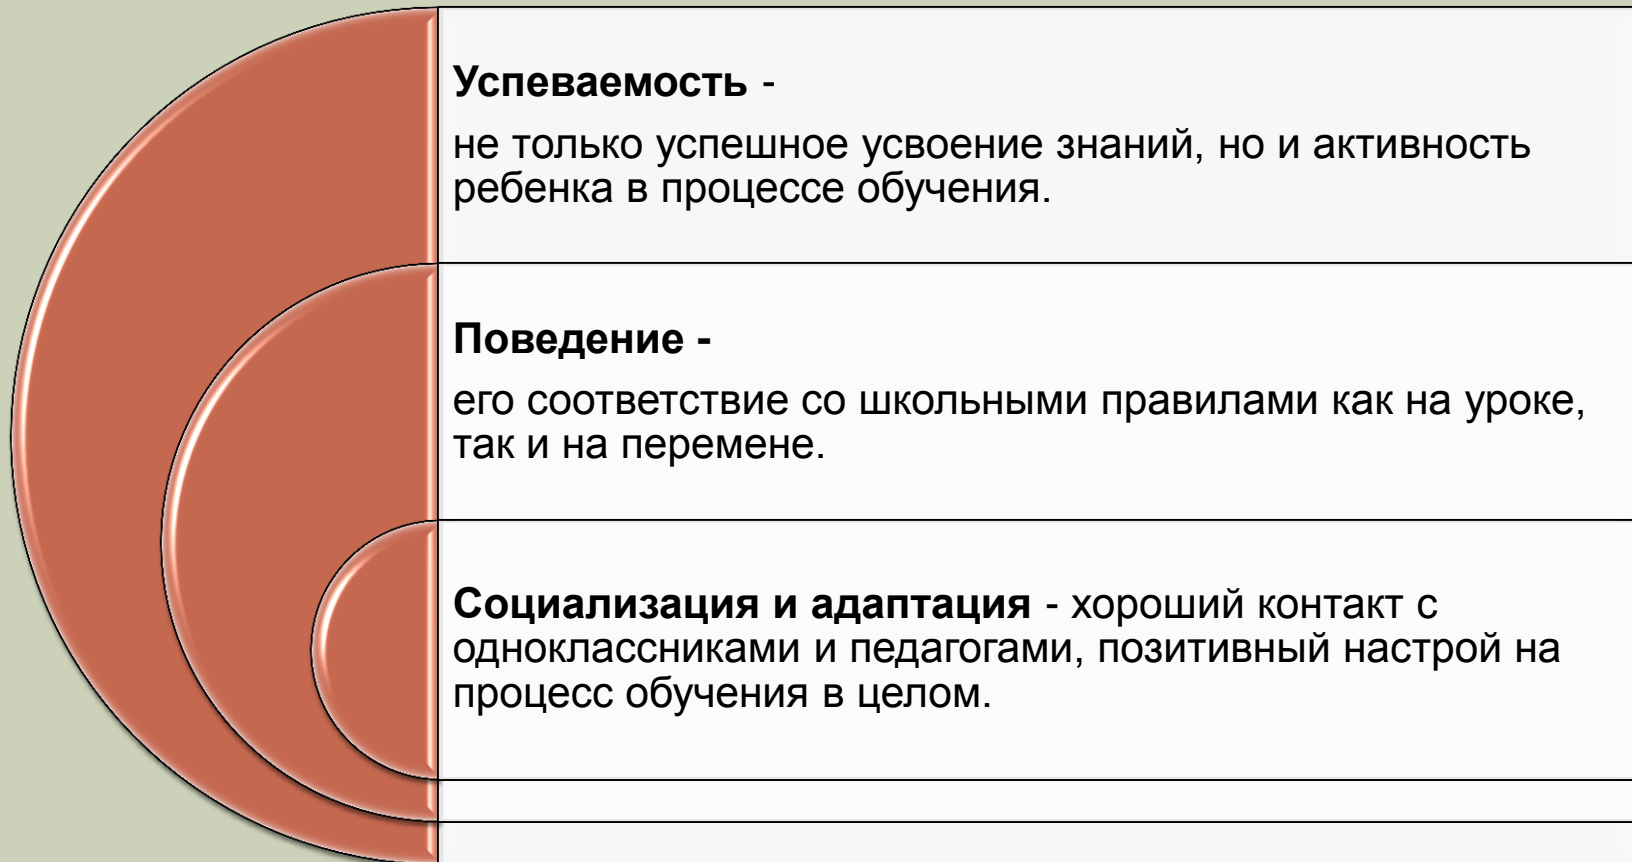 Успеваемость -
не только успешное усвоение знаний, но и активность
ребенка в процессе обучения.
Поведение -
его соответствие со школьными правилами как на уроке,
так и на перемене.
Социализация и адаптация - хороший контакт с
одноклассниками и педагогами, позитивный настрой на
процесс обучения в целом.